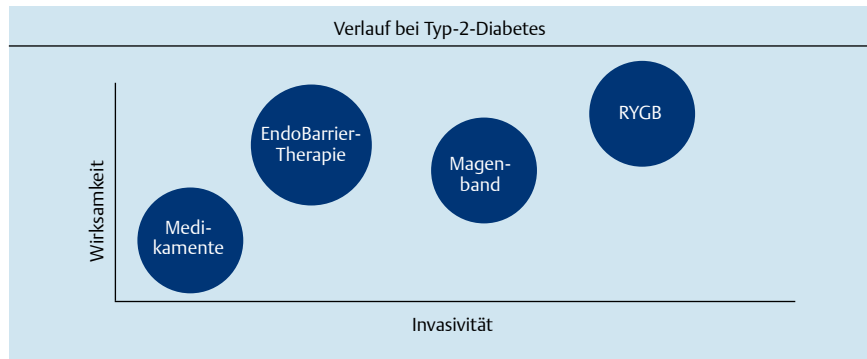 Verlauf bei Typ-2-Diabetes
Wirksamkeit
EndoBarrier-
Therapie
RYGB
Magen-
band
Medi-
kamente
Invasivität